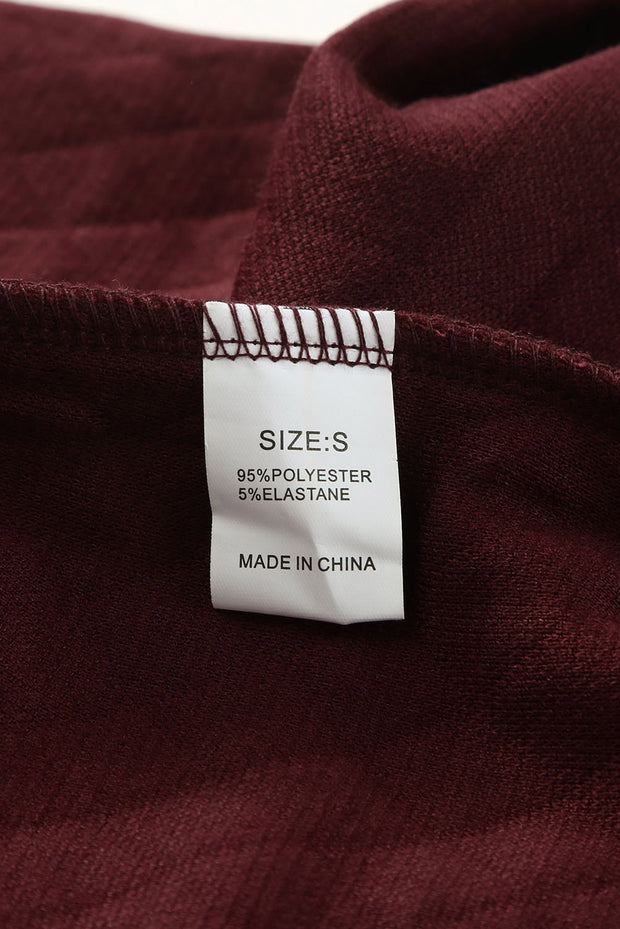 SIZE:S
95%POLYESTER
5%ELASTANE
MADE IN CHINA